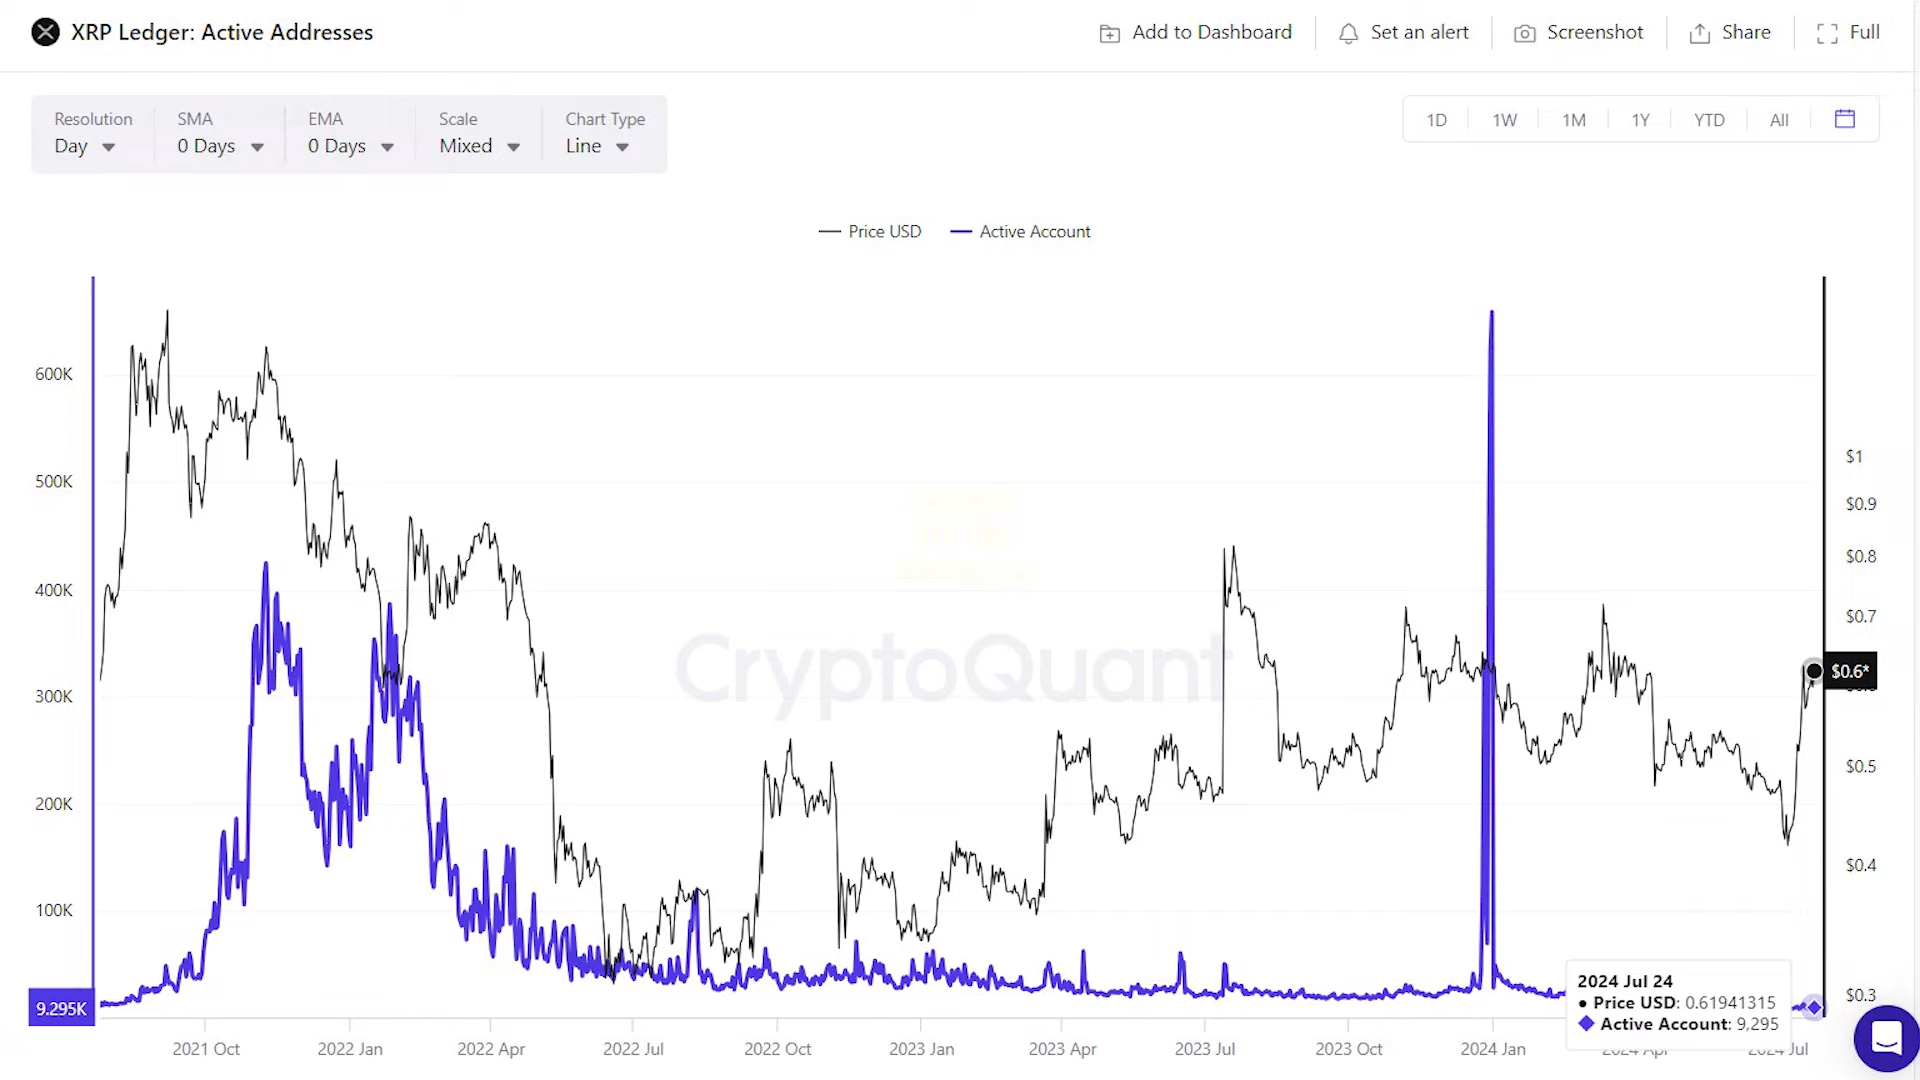 XRP Ledger: Active Addresses
Add to Dashboard
Set an alert
Screenshot
Share
Full
Resolution
Day
SMA
0 Days
EMA
0 Days
Scale
Mixed
Chart Type
Line
1D
1W
1M
1Y
YTD
All
Price USD
Active Account
600K
500K
400K
300K
200K
100K
9.295K
$1
$0.9
$0.8
$0.7
$0.6*
$0.5
$0.4
$0.3
CryptoQuant
2024 Jul 24
Price USD: 0.61941315
Active Account: 9,295
2021 Oct
2022 Jan
2022 Apr
2022 Jul
2022 Oct
2023 Jan
2023 Apr
2023 Jul
2023 Oct
2024 Jan
2024 Apr
2024 Jul